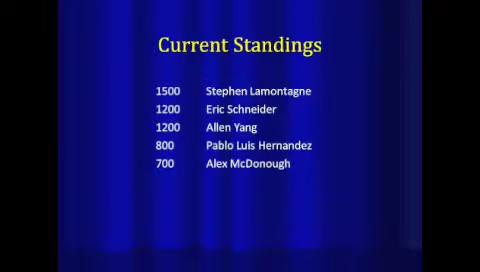 Current Standings
1500 Stephen Lamontagne
1200 Eric Schneider
1200 Allen Yang
800 Pablo Luis Hernandez
700 Alex McDonough